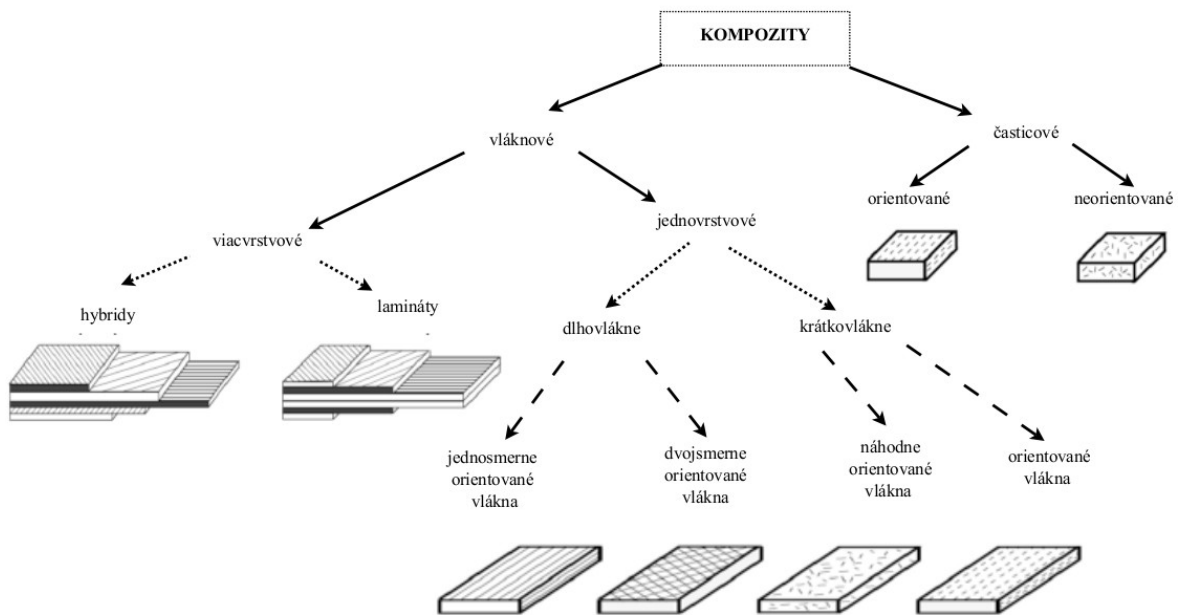 KOMPOZITY
vláknové
časticové
orientované
neorientované
viacvrstvové
jednovrstvové
hybridy
lamináty
dlhovlákne
krátkovlákne
jednosmerne
orientované
vlákna
dvojsmerne
orientované
vlákna
náhodne
orientované
vlákna
orientované
vlákna